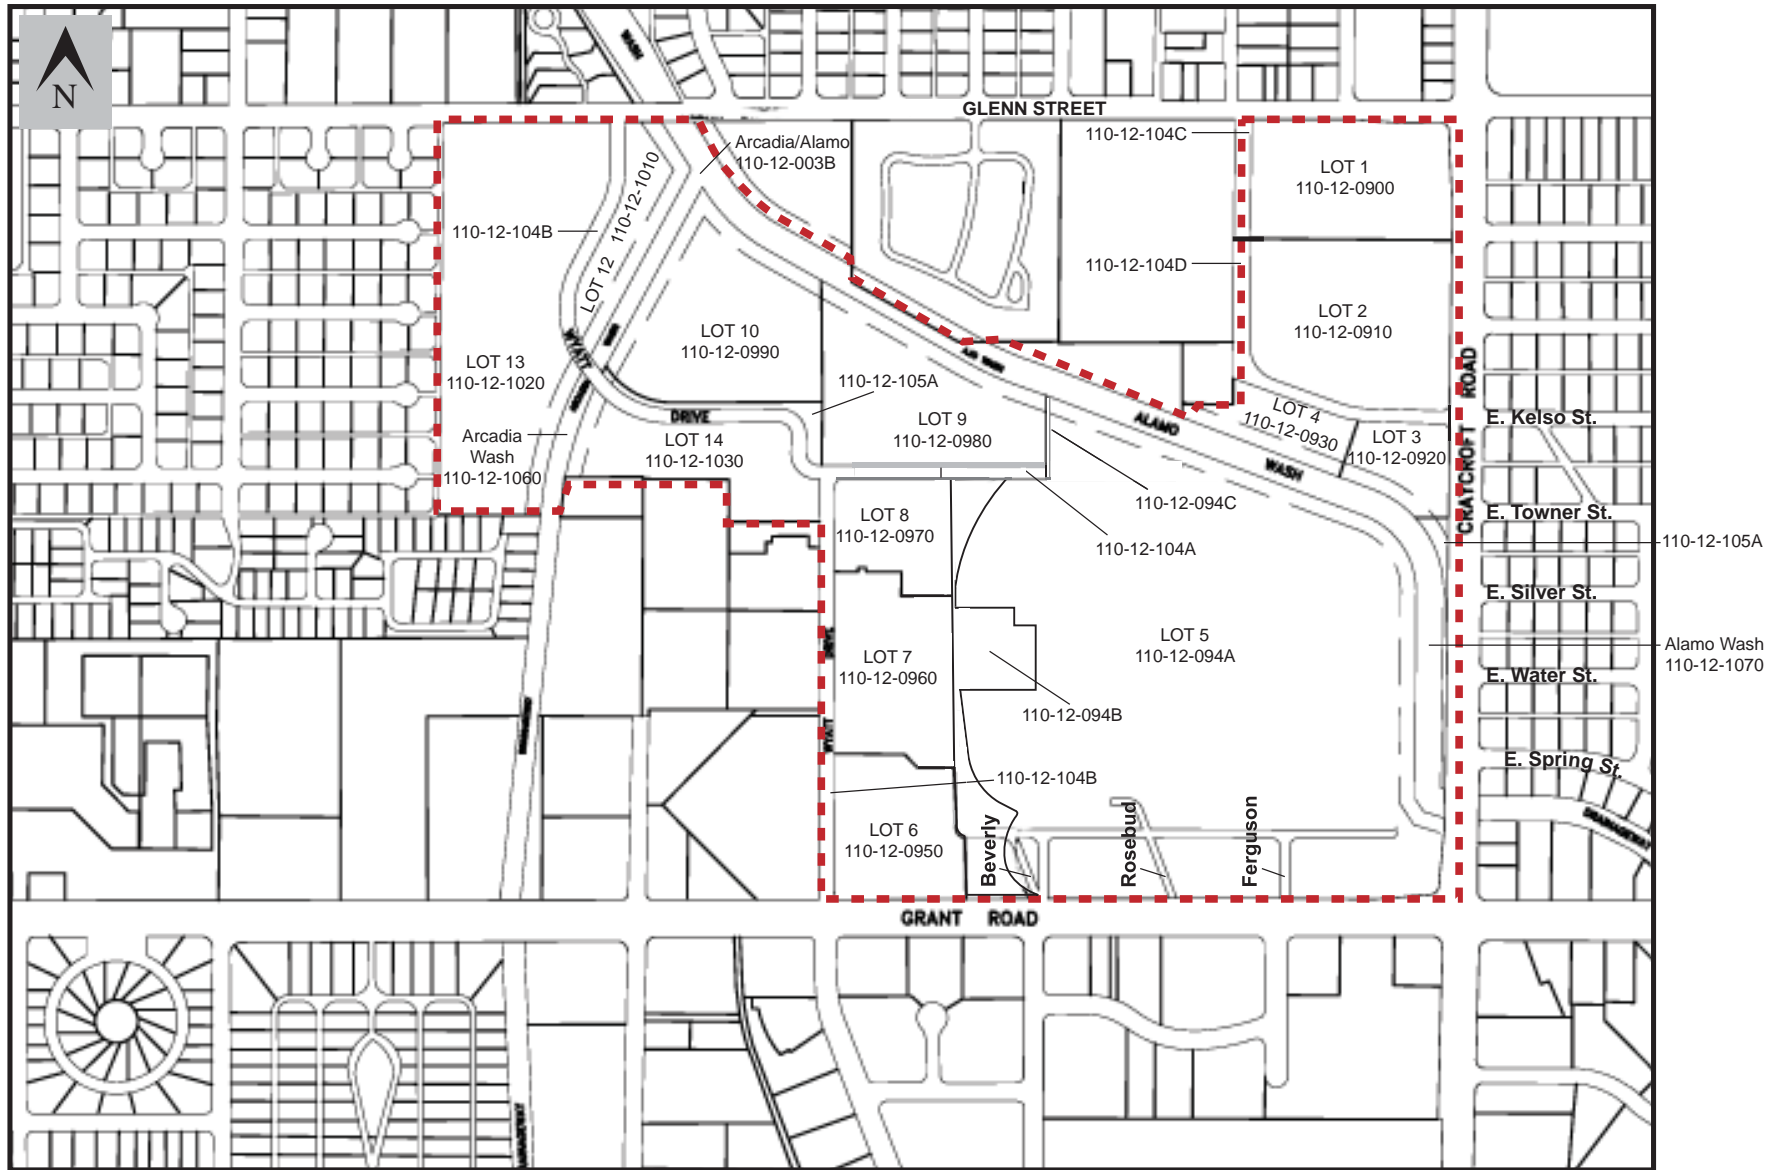 N
WASH
GLENN STREET
Arcadia/Alamo
110-12-003B
110-12-104C
LOT 1
110-12-0900
LOT 12 110-12-1010
110-12-104B
110-12-104D
LOT 2
110-12-0910
LOT 10
110-12-0990
WYATT
DRIVE
LOT 13
110-12-1020
110-12-105A
LOT 9
110-12-0980
ALAMO
WASH
LOT 4
110-12-0930
LOT 3
110-12-0920
CRATCROFT ROAD
E. Kelso St.
LOT 14
110-12-1030
Arcadia
Wash
110-12-1060
110-12-094C
110-12-104A
LOT 8
110-12-0970
E. Towner St.
110-12-105A
E. Silver St.
LOT 5
110-12-094A
Alamo Wash
110-12-1070
LOT 7
110-12-0960
DRIVE
WYATT
E. Water St.
110-12-094B
E. Spring St.
110-12-104B
LOT 6
110-12-0950
Beverly
Rosebud
Ferguson
DRAINAGEWAY
GRANT ROAD